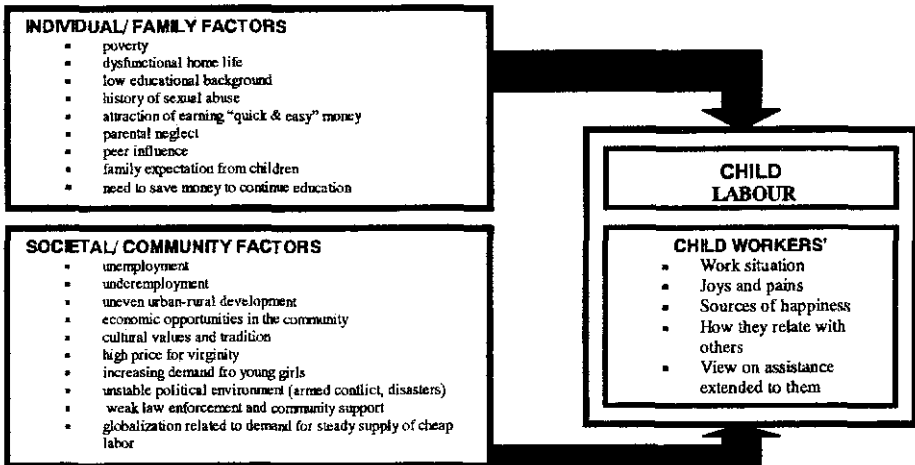 INDIVIDUAL/ FAMILY FACTORS
▪ poverty
▪ dysfunctional home life
▪ low educational background
▪ history of sexual abuse
▪ attraction of earning "quick & easy" money
▪ parental neglect
▪ peer influence
▪ family expectation from children
▪ need to save money to continue education
SOCIETAL/ COMMUNITY FACTORS
▪ unemployment
▪ underemployment
▪ uneven urban-rural development
▪ economic opportunities in the community
▪ cultural values and tradition
▪ high price for virginity
▪ increasing demand fro young girls
▪ unstable political environment (armed conflict, disasters)
▪ weak law enforcement and community support
▪ globalization related to demand for steady supply of cheap
labor
CHILD
LABOUR
CHILD WORKERS'
▪ Work situation
▪ Joys and pains
▪ Sources of happiness
▪ How they relate with
others
▪ View on assistance
extended to them